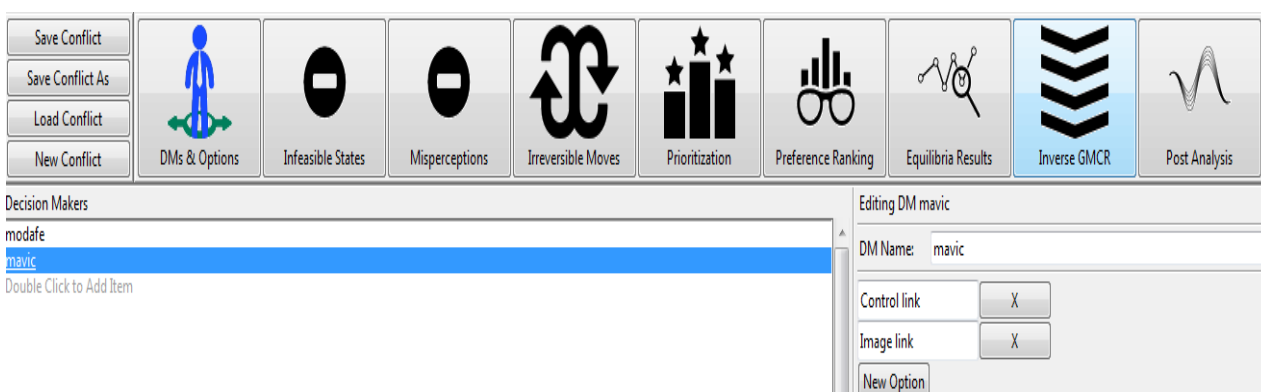 Save Conflict
Save Conflict As
Load Conflict
New Conflict
DMs & Options
Infeasible States
Misperceptions
Irreversible Moves
Prioritization
Preference Ranking
Equilibria Results
Inverse GMCR
Post Analysis
Decision Makers
modafe
mavic
Double Click to Add Item
Editing DM mavic
DM Name: mavic
Control link X
Image link X
New Option